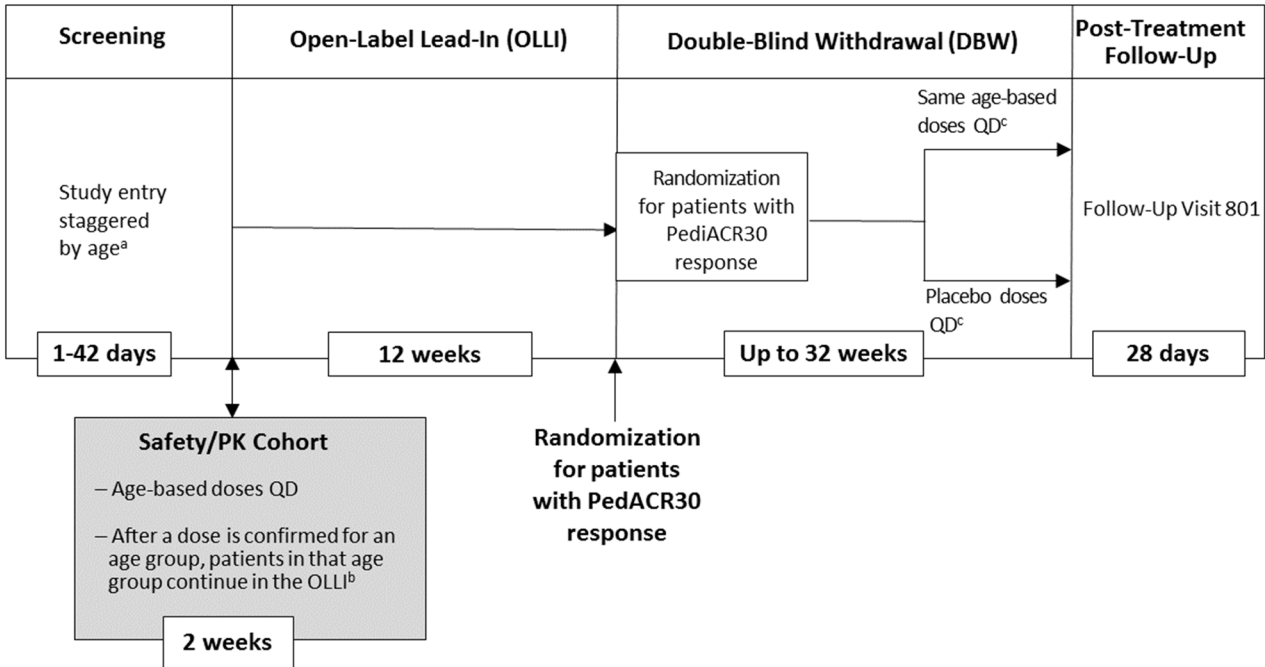 Screening
Open-Label Lead-In (OLLI)
Double-Blind Withdrawal (DBW)
Post-Treatment
Follow-Up
Study entry
staggered
by ageᵃ
Randomization
for patients with
PediACR30
response
Same age-based
doses QDᶜ
Placebo doses
QDᶜ
Follow-Up Visit 801
1-42 days
12 weeks
Up to 32 weeks
28 days
Safety/PK Cohort
– Age-based doses QD
– After a dose is confirmed for an
age group, patients in that age
group continue in the OLLIᵇ
2 weeks
Randomization
for patients
with PedACR30
response